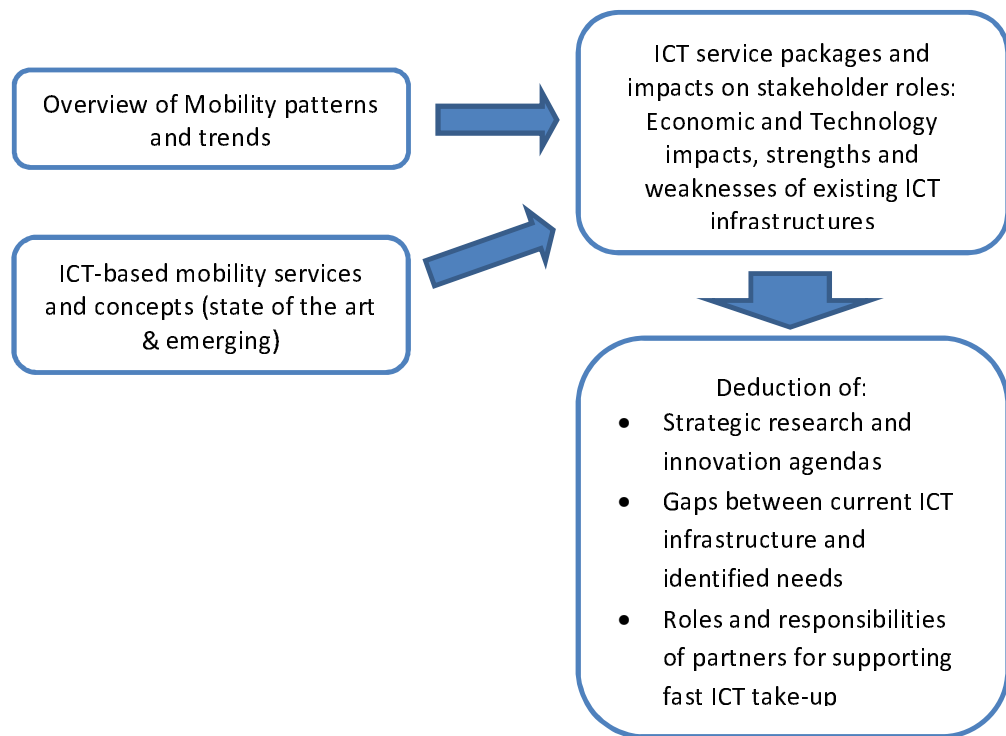 Overview of Mobility patterns
and trends
ICT-based mobility services
and concepts (state of the art
& emerging)
ICT service packages and
impacts on stakeholder roles:
Economic and Technology
impacts, strengths and
weaknesses of existing ICT
infrastructures
Deduction of:
• Strategic research and
innovation agendas
• Gaps between current ICT
infrastructure and
identified needs
• Roles and responsibilities
of partners for supporting
fast ICT take-up